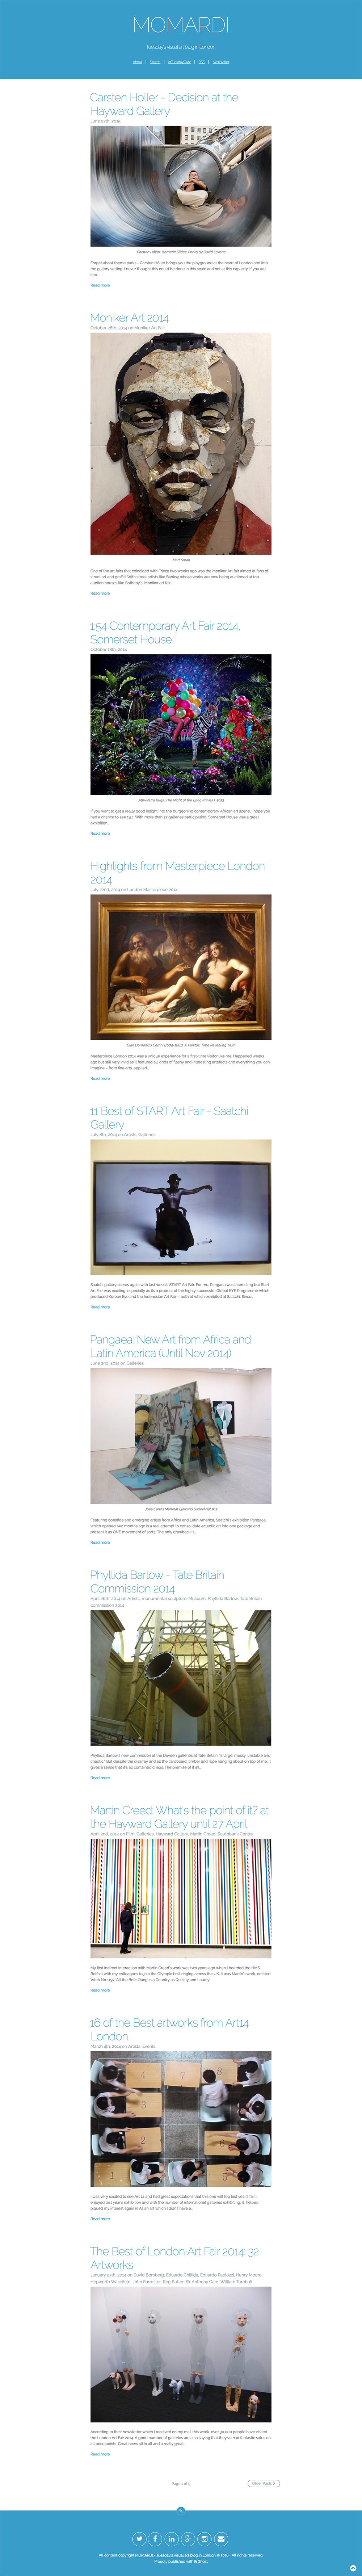 MOMARDI
Tuesday's visual art blog in London
About | Search | | RSS | Newsletter
Carsten Höller - Decision at the
Hayward Gallery
June 27th, 2015
Carsten Höller, Isomeric Slides. Photo by David Levene.
Forget about theme parks - Carsten Höller brings you the playground at the heart of London and into
the gallery setting. I never thought this could be done in this scale and not at this capacity. If you are
into…
Read more
Moniker Art 2014
October 28th, 2014 on Moniker Art Fair
Matt Small
One of the art fairs that coincided with Frieze two weeks ago was the Moniker Art fair aimed at fans of
street art and graffiti. With street artists like Banksy whose works are now being auctioned at top
auction houses like Sotheby's, Moniker art fair…
Read more
1:54 Contemporary Art Fair 2014,
Somerset House
October 18th, 2014
Athi-Patra Ruga, The Night of the Long Knives I, 2013
If you want to get a really good insight into the burgeoning contemporary African art scene, I hope you
had a chance to see 1:54. With more than 27 galleries participating, Somerset House was a great
exhibition…
Read more
Highlights from Masterpiece London
2014
July 22nd, 2014 on London Masterpiece 2014
Time Revealing Truth
Masterpiece London 2014 was a unique experience for a first-time visitor like me. Happened weeks
ago but still very vivid as it featured all kinds of flashy and interesting artefacts and everything you can
imagine – from fine arts, applied…
Read more
11 Best of START Art Fair - Saatchi
Gallery
July 8th, 2014 on Artists, Galleries
Saatchi gallery scores again with last week's START Art Fair. For me, Pangaea was interesting but Start
Art was exciting, especially as its a product of the highly successful Global EYE Programme which
produced Korean Eye and the Indonesian Art Fair - both of which exhibited at Saatchi. Since…
Read more
Pangaea: New Art from Africa and
Latin America (Until Nov 2014)
June 2nd, 2014 on Galleries
Jose Carlos Martinat Ejercicio Superficial #10
Featuring bonafide and emerging artists from Africa and Latin America, Saatchi's exhibition Pangaea,
which opened two months ago is a neat attempt to consolidate eclectic art into one package and
present it as ONE movement of sorts. The only drawback is…
Read more
Phyllida Barlow - Tate Britain
Commission 2014
April 26th, 2014 on Artists, monumental sculpture, Museum, Phyllida Barlow, Tate Britain
commission 2014
Phyllida Barlow's new commission at the Duveen galleries at Tate Britain "is large, messy, unstable and
chaotic." But despite the disarray and all the cardboard, timber and rope hanging about on top of me, it
gives a sense that it's all contained chaos. The premise of it all…
Read more
Martin Creed: What's the point of it? at
the Hayward Gallery until 27 April
April 2nd, 2014 on Film, Galleries, Hayward Gallery, Martin Creed, Southbank Centre
My first indirect interaction with Martin Creed's work was two years ago when I boarded the HMS
Belfast with my colleagues to join the Olympic bell-ringing across the UK. It was Martin's work, entitled
'Work No 1197' All the Bells Rung in a Country as Quickly and Loudly…
Read more
16 of the Best artworks from Art14
London
March 4th, 2014 on Artists, Events
I was very excited to see Art 14 and had great expectations that this one will top last year's fair. I
enjoyed last year's exhibition and with the number of international galleries exhibiting, it helped
piqued my interest again in Asian art which I didn't have a…
Read more
The Best of London Art Fair 2014: 32
Artworks
January 27th, 2014 on David Bomberg, Eduardo Chillida, Eduardo Paolozzi, Henry Moore,
Hepworth Wakefield, John Forrester, Reg Butler, Sir Anthony Caro, William Turnbull
According to their newsletter which I received on my mail this week, over 30,000 people have visited
the London Art Fair 2014. A good number of galleries are also saying that they've had fantastic sales on
all price points. Great news all in all and a really great…
Read more
Page 1 of 9
Older Posts
All content copyright MOMARDI - Tuesday's visual art blog in London © 2016 - All rights reserved.
Proudly published with Ghost